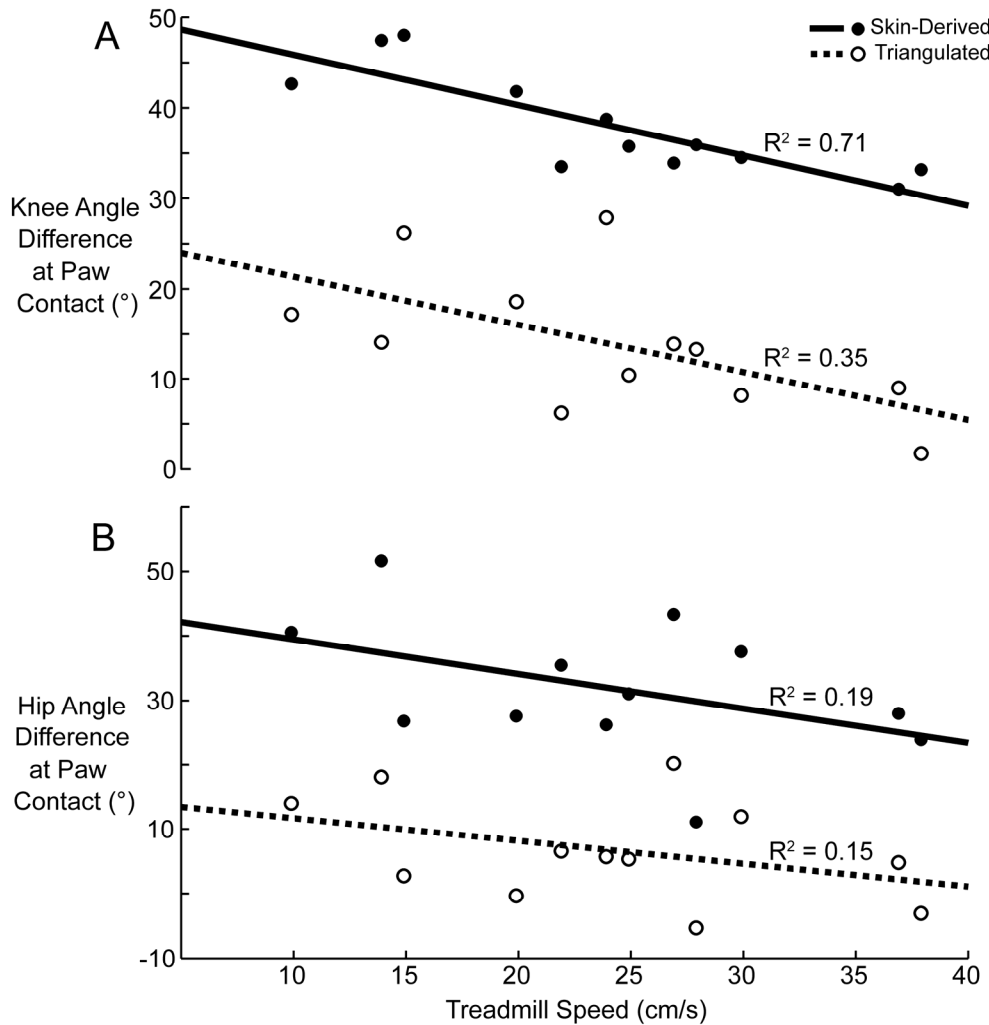 A
Skin-Derived
Triangulated
50
40
30
20
10
0
Knee Angle
Difference
at Paw
Contact (°)
R² = 0.71
R² = 0.35
B
50
30
10
-10
Hip Angle
Difference
at Paw
Contact (°)
R² = 0.19
R² = 0.15
10 15 20 25 30 35 40
Treadmill Speed (cm/s)